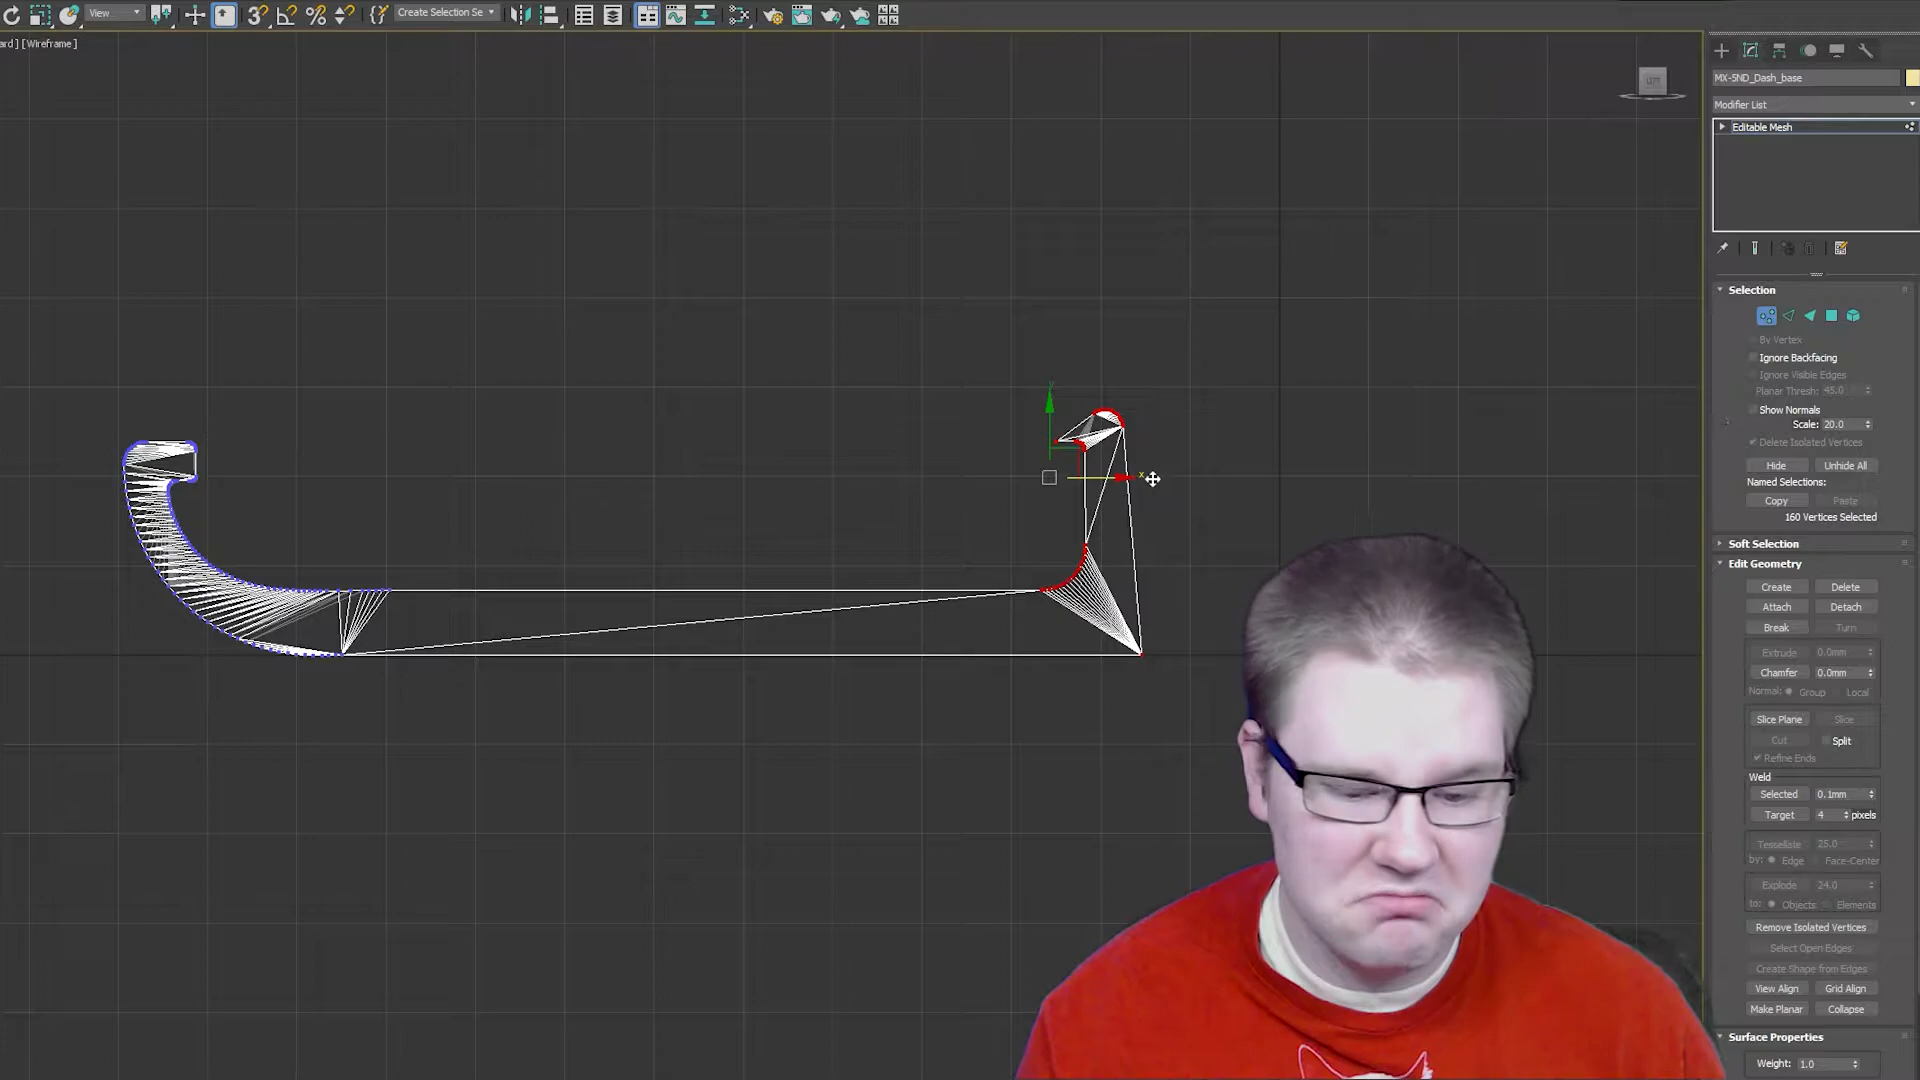 View
Create Selection Se
ard ] [Wireframe ]
MX-5ND_Dash_base
Modifier List
Editable Mesh
Selection
By Vertex
Ignore Backfacing
Ignore Visible Edges
Planar Thresh: 45.0
Show Normals
Scale: 20.0
Delete Isolated Vertices
Hide Unhide All
Named Selections:
Copy Paste
160 Vertices Selected
Soft Selection
Edit Geometry
Create Delete
Attach Detach
Break Turn
Extrude 0.0mm
Chamfer 0.0mm
Normal: Group Local
Slice Plane Slice
Cut Split
Refine Ends
Weld
Selected 0.1mm
Target 4 pixels
Tessellate 25.0
by: Edge Face-Center
Explode 24.0
to: Objects Elements
Remove Isolated Vertices
Select Open Edges
Create Shape from Edges
View Align Grid Align
Make Planar Collapse
Surface Properties
Weight: 1.0
y
x